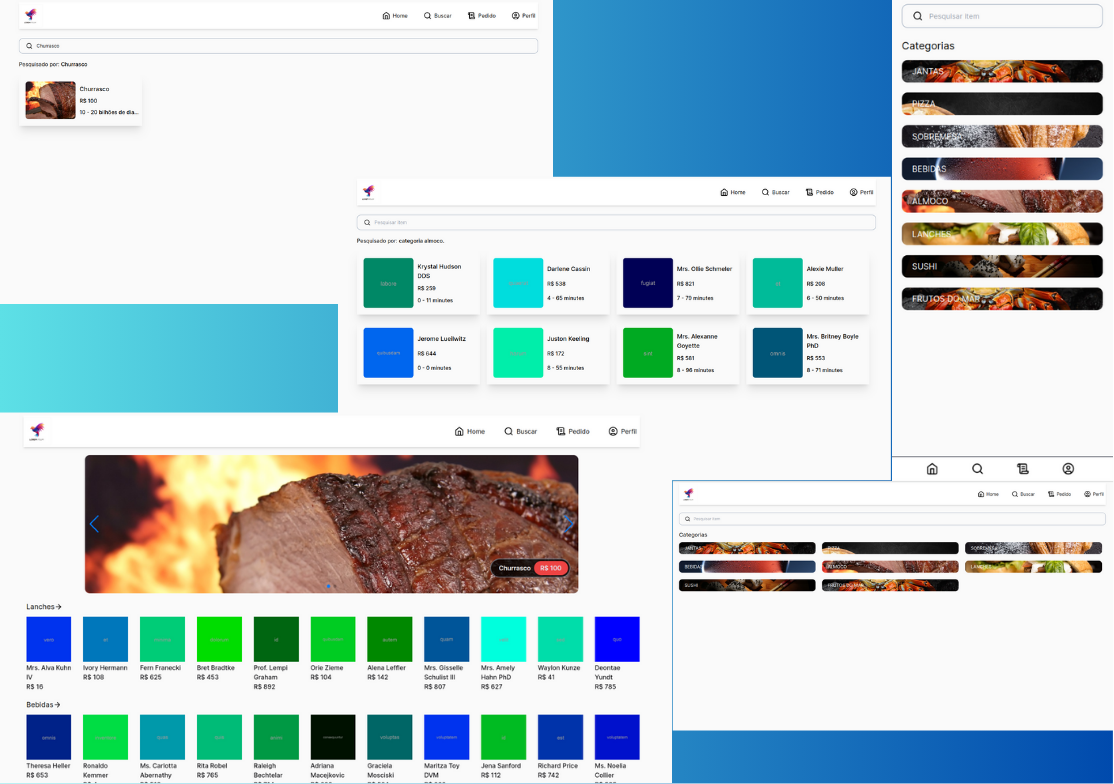 Home Buscar Pedido Perfil
Churrasco
Pesquisado por: Churrasco
Churrasco
R$ 100
10 - 20 bilhões de dia...
Home Buscar Pedido Perfil
Pesquisar item
Pesquisado por: categoria almoco.
Krystal Hudson
DDS
R$ 259
0 - 11 minutes
Darlene Cassin
R$ 538
4 - 65 minutes
fugiat
Mrs. Ollie Schmeler
R$ 821
7 - 79 minutes
Alexie Muller
R$ 208
6 - 50 minutes
Jerome Lueilwitz
R$ 644
0 - 0 minutes
Juston Keeling
R$ 172
8 - 55 minutes
Mrs. Alexanne
Goyette
R$ 581
8 - 96 minutes
omnis
Mrs. Britney Boyle
PhD
R$ 553
8 - 71 minutes
Pesquisar item
Categorias
JANTAS
PIZZA
SOBREMESA
BEBIDAS
ALMOCO
LANCHES
SUSHI
FRUTOS DO MAR
Home Buscar Pedido Perfil
Churrasco R$ 100
Lanches
Mrs. Alva Kuhn
IV
R$ 16
Ivory Hermann
R$ 108
Fern Franecki
R$ 625
Bret Bradtke
R$ 453
Prof. Lempi
Graham
R$ 892
Orie Zieme
R$ 104
autem
Alena Leffler
R$ 142
quam
Mrs. Gisselle
Schulist III
R$ 807
Mrs. Amely
Hahn PhD
R$ 627
Waylon Kunze
R$ 41
quit
Deontae
Yundt
R$ 785
Bebidas
Theresa Heller
R$ 653
Ronaldo
Kemmer
Ms. Carlotta
Abernathy
Rita Robel
R$ 765
Raleigh
Bechtelar
Adriana
Macejkovic
Graciela
Mosciski
Maritza Toy
DVM
Jena Sanford
R$ 112
Richard Price
R$ 742
Ms. Noelia
Collier
Home Buscar Pedido Perfil
Pesquisar item
Categorias
JANTAS
PIZZA
SOBREMESA
BEBIDAS
ALMOCO
LANCHES
SUSHI
FRUTOS DO MAR